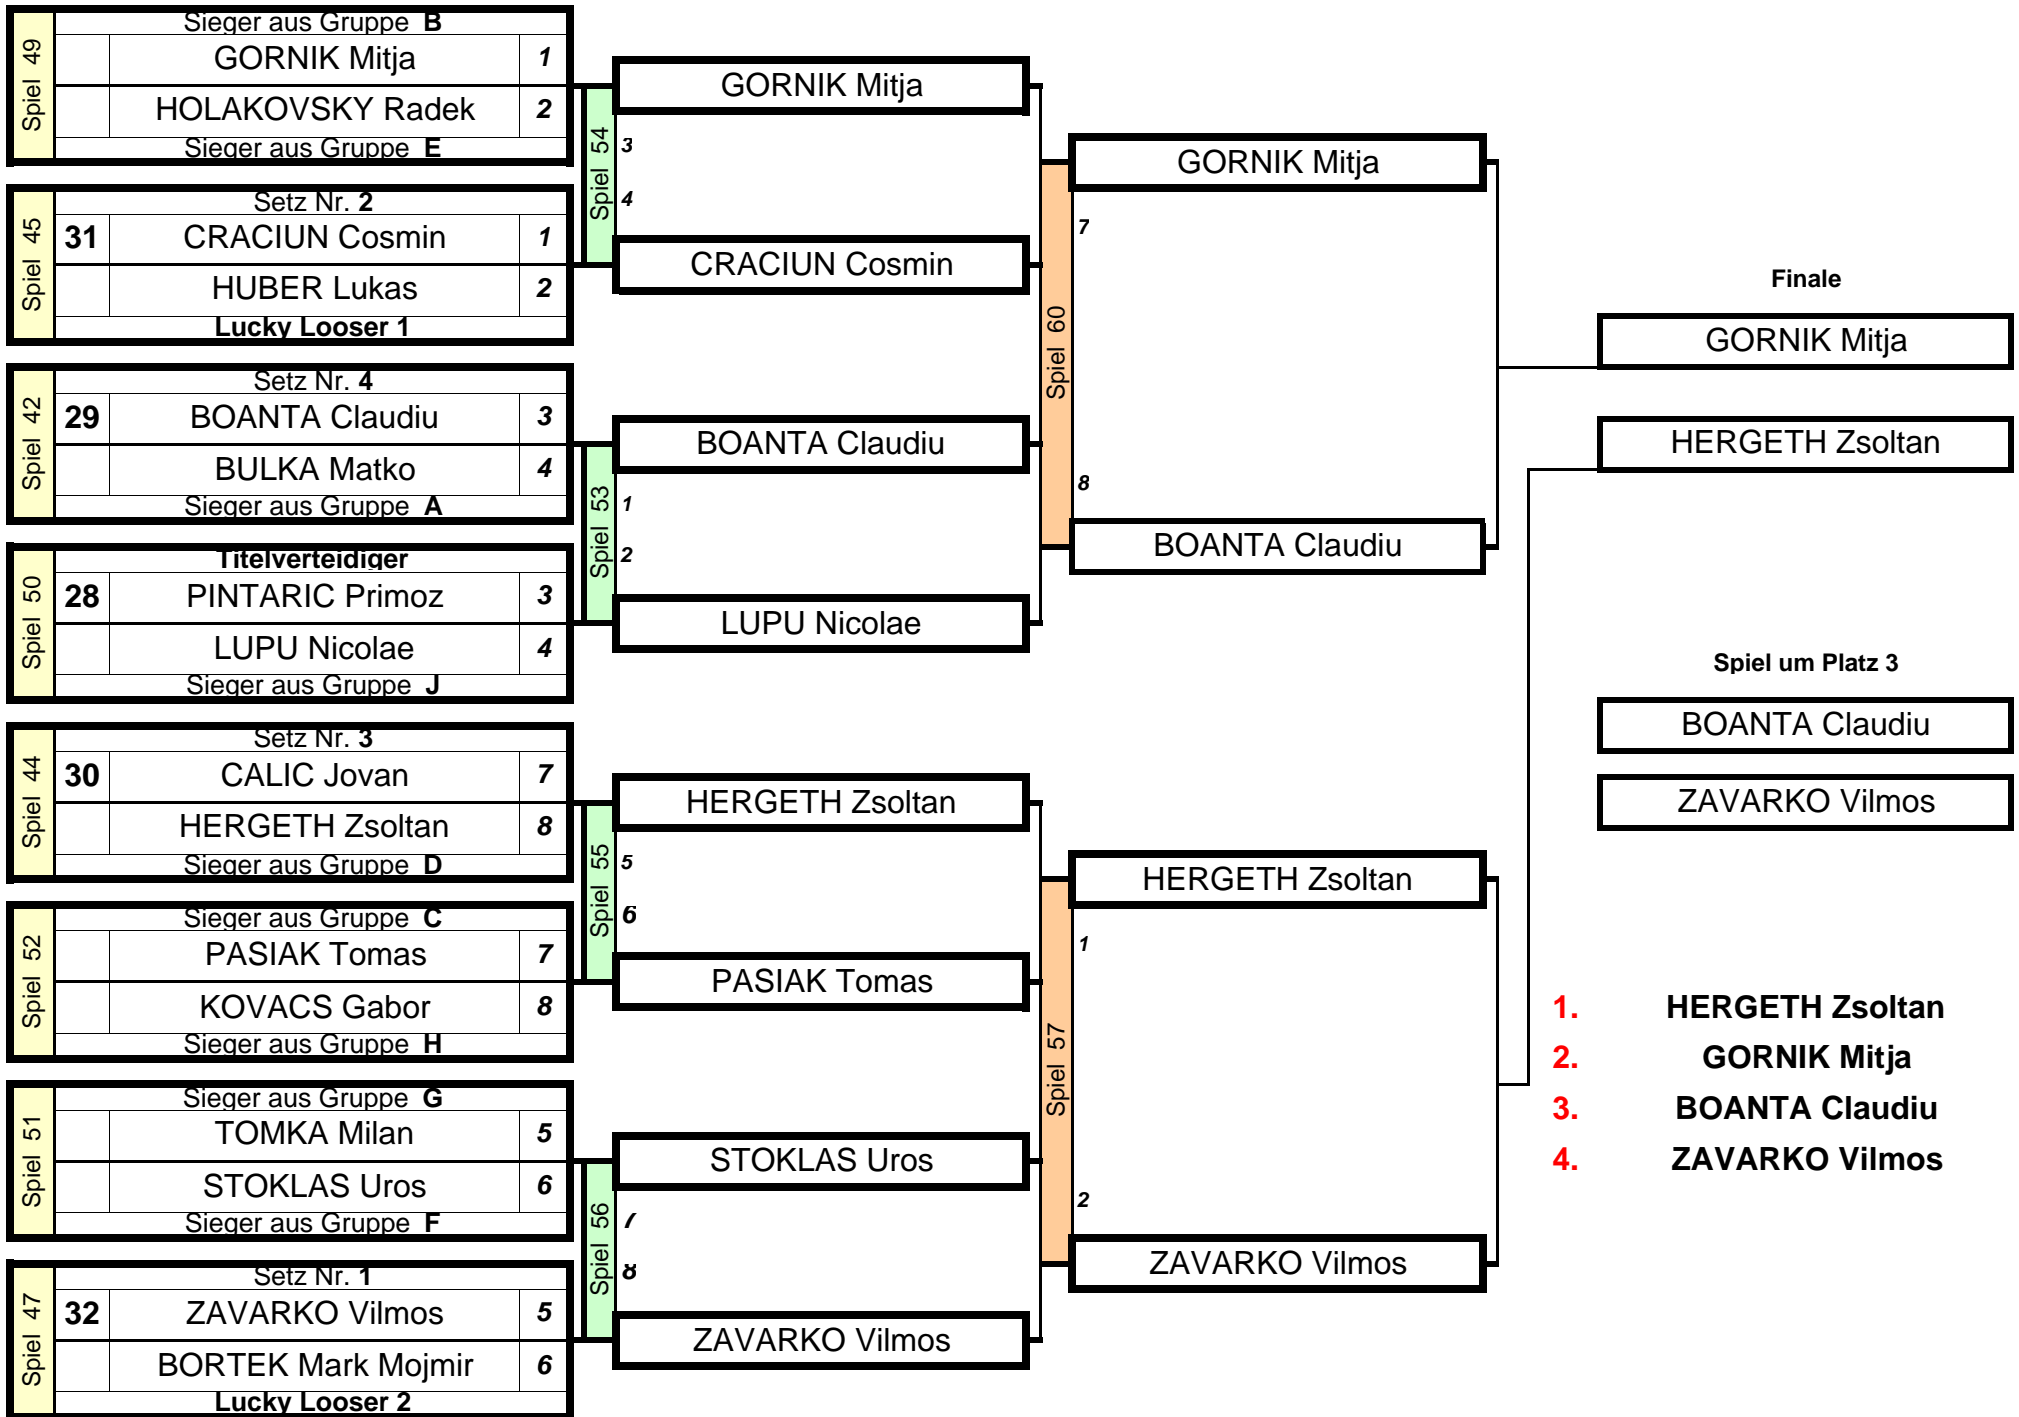 Spiel 49
Sieger aus Gruppe B
GORNIK Mitja 1
HOLAKOVSKY Radek 2
Sieger aus Gruppe E
Spiel 45
Setz Nr. 2
31 CRACIUN Cosmin 1
HUBER Lukas 2
Lucky Looser 1
Spiel 42
Setz Nr. 4
29 BOANTA Claudiu 3
BULKA Matko 4
Sieger aus Gruppe A
Spiel 50
Titelverteidiger
28 PINTARIC Primoz 3
LUPU Nicolae 4
Sieger aus Gruppe J
Spiel 44
Setz Nr. 3
30 CALIC Jovan 7
HERGETH Zsoltan 8
Sieger aus Gruppe D
Spiel 52
Sieger aus Gruppe C
PASIAK Tomas 7
KOVACS Gabor 8
Sieger aus Gruppe H
Spiel 51
Sieger aus Gruppe G
TOMKA Milan 5
STOKLAS Uros 6
Sieger aus Gruppe F
Spiel 47
Setz Nr. 1
32 ZAVARKO Vilmos 5
BORTEK Mark Mojmir 6
Lucky Looser 2
GORNIK Mitja
Spiel 54
3
4
CRACIUN Cosmin
BOANTA Claudiu
Spiel 53
1
2
LUPU Nicolae
HERGETH Zsoltan
Spiel 55
5
6
PASIAK Tomas
STOKLAS Uros
Spiel 56
7
8
ZAVARKO Vilmos
GORNIK Mitja
Spiel 60
7
8
BOANTA Claudiu
HERGETH Zsoltan
Spiel 57
1
2
ZAVARKO Vilmos
Finale
GORNIK Mitja
HERGETH Zsoltan
Spiel um Platz 3
BOANTA Claudiu
ZAVARKO Vilmos
1. HERGETH Zsoltan
2. GORNIK Mitja
3. BOANTA Claudiu
4. ZAVARKO Vilmos